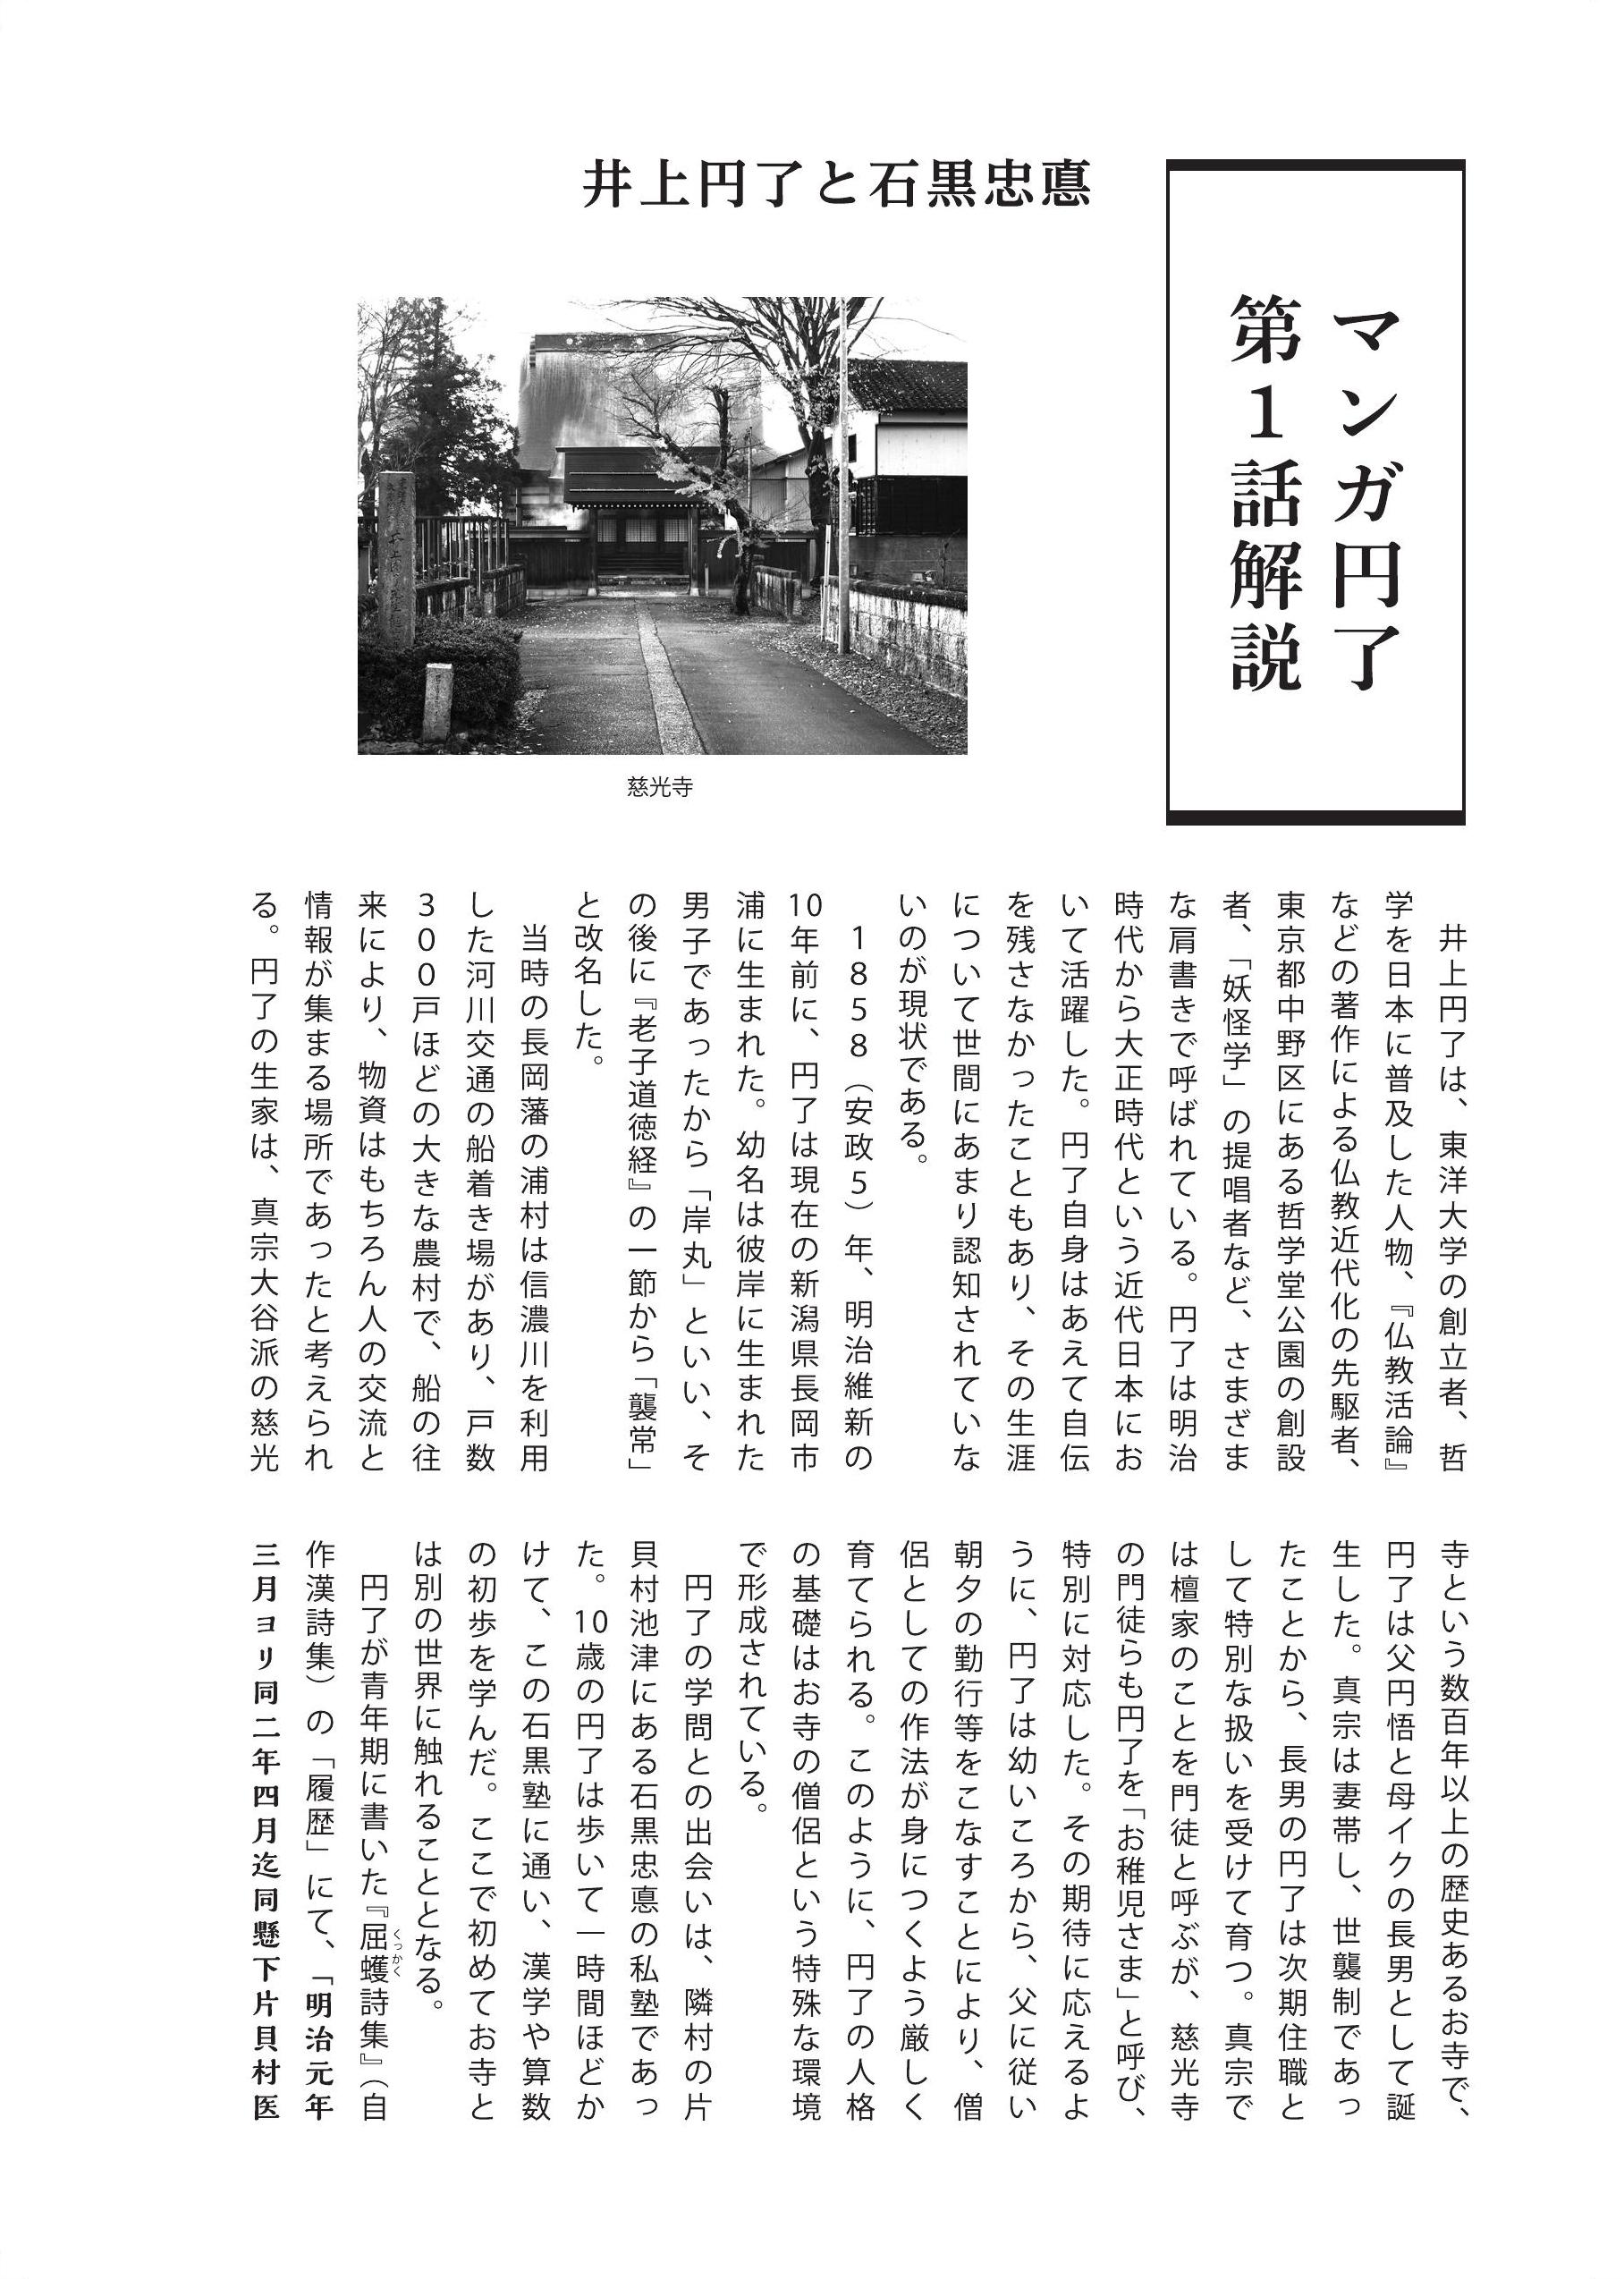 マンガ円了
第1話解説
井上円了と石黒忠悳
慈光寺
井上円了は、東洋大学の創立者、哲
学を日本に普及した人物、『仏教活論』
などの著作による仏教近代化の先駆者、
東京都中野区にある哲学堂公園の創設
者、「妖怪学」の提唱者など、さまざま
な肩書きで呼ばれている。円了は明治
時代から大正時代という近代日本にお
いて活躍した。円了自身はあえて自伝
を残さなかったこともあり、その生涯
について世間にあまり認知されていな
いのが現状である。
1858（安政5）年、明治維新の
10年前に、円了は現在の新潟県長岡市
浦に生まれた。幼名は彼岸に生まれた
男子であったから「岸丸」といい、そ
の後に『老子道徳経』の一節から「襲常」
と改名した。
当時の長岡藩の浦村は信濃川を利用
した河川交通の船着き場があり、戸数
300戸ほどの大きな農村で、船の往
来により、物資はもちろん人の交流と
情報が集まる場所であったと考えられ
る。円了の生家は、真宗大谷派の慈光
寺という数百年以上の歴史あるお寺で、
円了は父円悟と母イクの長男として誕
生した。真宗は妻帯し、世襲制であっ
たことから、長男の円了は次期住職と
して特別な扱いを受けて育つ。真宗で
は檀家のことを門徒と呼ぶが、慈光寺
の門徒らも円了を「お稚児さま」と呼び、
特別に対応した。その期待に応えるよ
うに、円了は幼いころから、父に従い
朝夕の勤行等をこなすことにより、僧
侶としての作法が身につくよう厳しく
育てられる。このように、円了の人格
の基礎はお寺の僧侶という特殊な環境
で形成されている。
円了の学問との出会いは、隣村の片
貝村池津にある石黒忠悳の私塾であっ
た。10歳の円了は歩いて一時間ほどか
けて、この石黒塾に通い、漢学や算数
の初歩を学んだ。ここで初めてお寺と
は別の世界に触れることとなる。
円了が青年期に書いた『屈蠖詩集』（自
くっかく
作漢詩集）の「履歴」にて、「明治元年
三月ヨリ同二年四月迄同懸下片貝村医